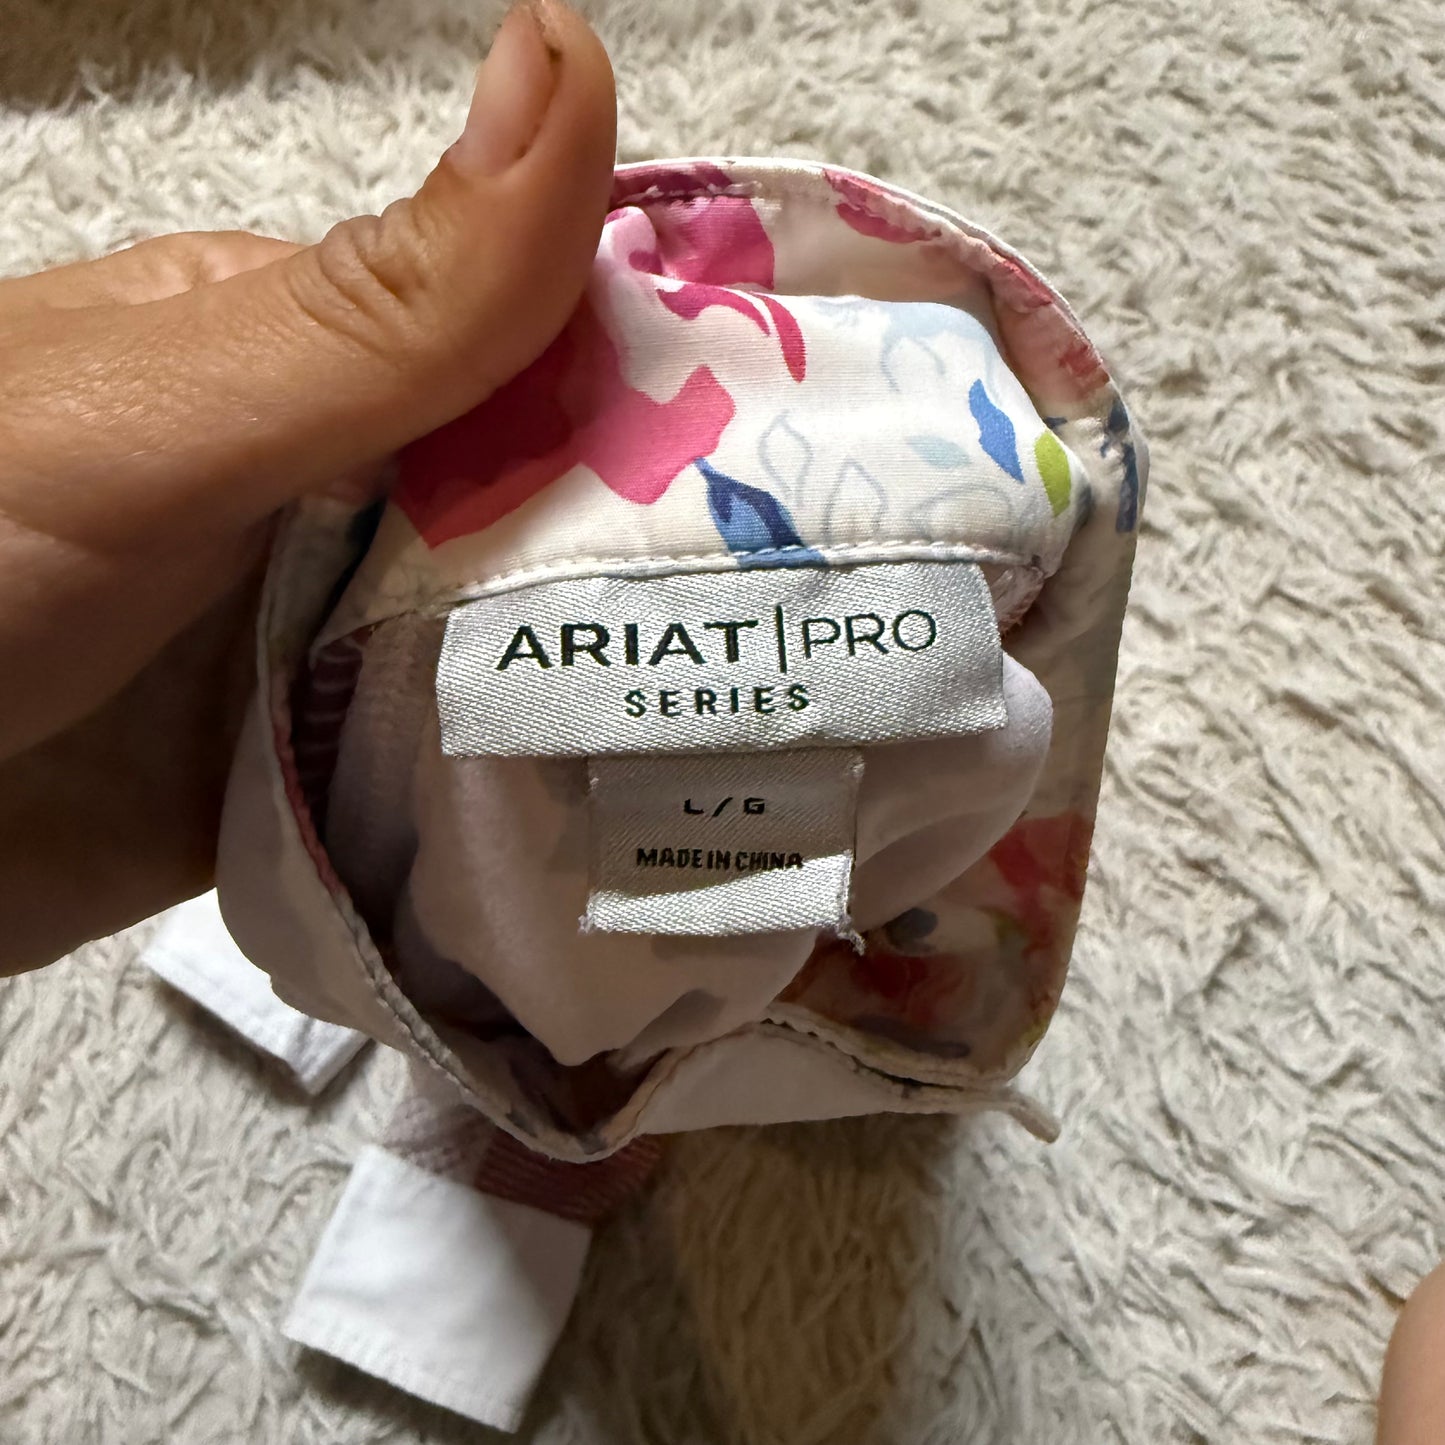 ARIAT|PRO
SERIES
L/G
MADE IN CHINA